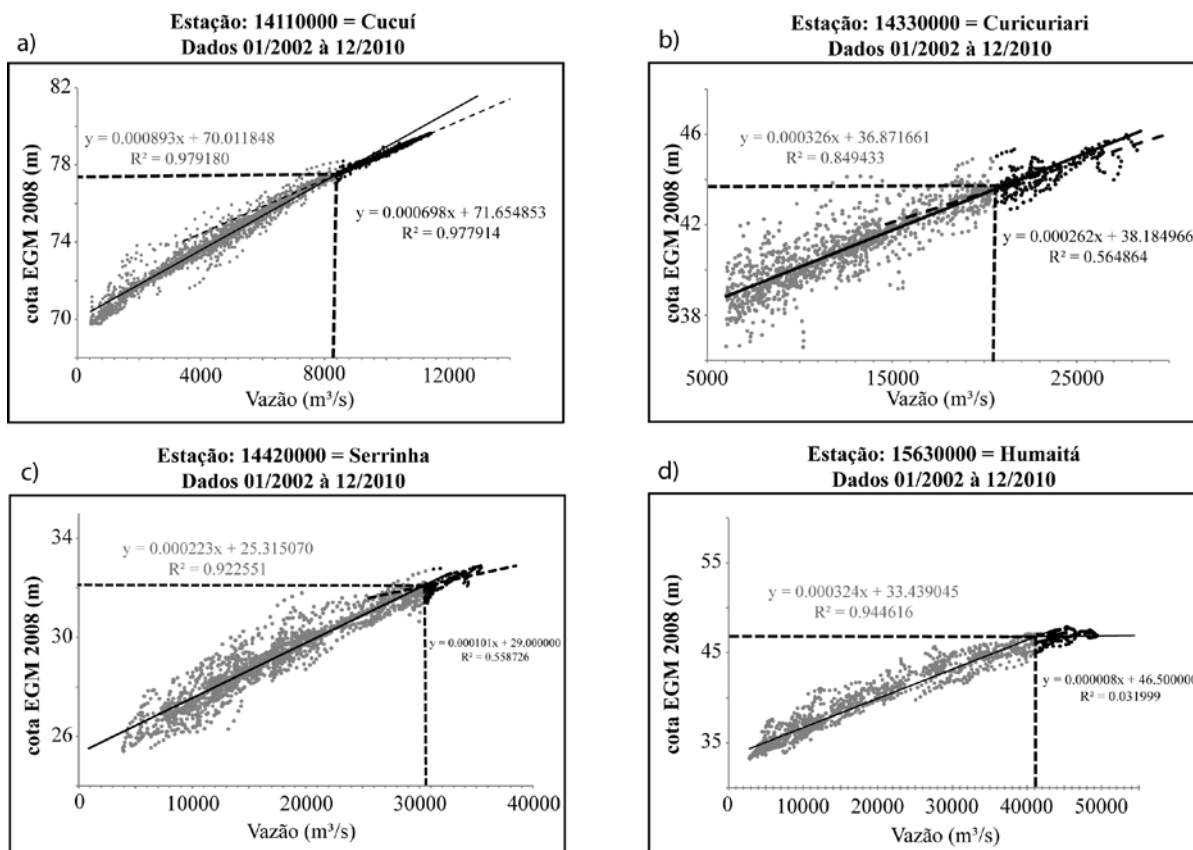 a)
Estação: 14110000 = Cucuí
Dados 01/2002 à 12/2010
82
78
74
70
cota EGM 2008 (m)
y = 0.000893x + 70.011848
R² = 0.979180
y = 0.000698x + 71.654853
R² = 0.977914
0 4000 8000 12000
Vazão (m³/s)
b)
Estação: 14330000 = Curicuriari
Dados 01/2002 à 12/2010
46
42
38
cota EGM 2008 (m)
y = 0.000326x + 36.871661
R² = 0.849433
y = 0.000262x + 38.184966
R² = 0.564864
5000 15000 25000
Vazão (m³/s)
c)
Estação: 14420000 = Serrinha
Dados 01/2002 à 12/2010
34
30
26
cota EGM 2008 (m)
y = 0.000223x + 25.315070
R² = 0.922551
y = 0.000101x + 29.000000
R² = 0.558726
0 10000 20000 30000 40000
Vazão (m³/s)
d)
Estação: 15630000 = Humaitá
Dados 01/2002 à 12/2010
55
45
35
cota EGM 2008 (m)
y = 0.000324x + 33.439045
R² = 0.944616
y = 0.000008x + 46.500000
R² = 0.031999
0 10000 20000 30000 40000 50000
Vazão (m³/s)